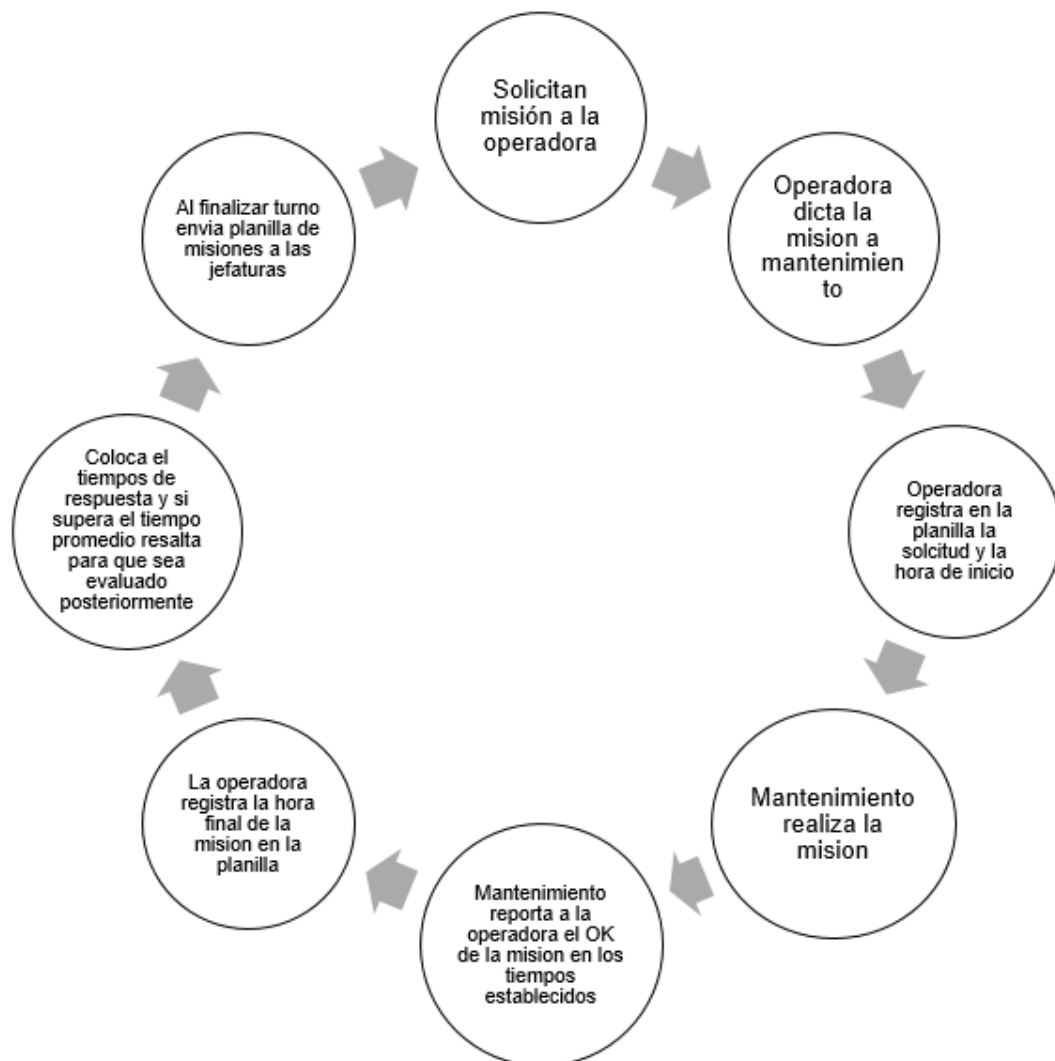 Solicitan
misión a la
operadora
Operadora
dicta la
mision a
mantenimien
to
Operadora
registra en la
planilla la
solcitud y la
hora de inicio
Mantenimiento
realiza la
mision
Mantenimiento
reporta a la
operadora el OK
de la mision en los
tiempos
establecidos
La operadora
registra la hora
final de la
mision en la
planilla
Coloca el
tiempos de
respuesta y si
supera el tiempo
promedio resalta
para que sea
evaluado
posteriormente
Al finalizar turno
envia planilla de
misiones a las
jefaturas